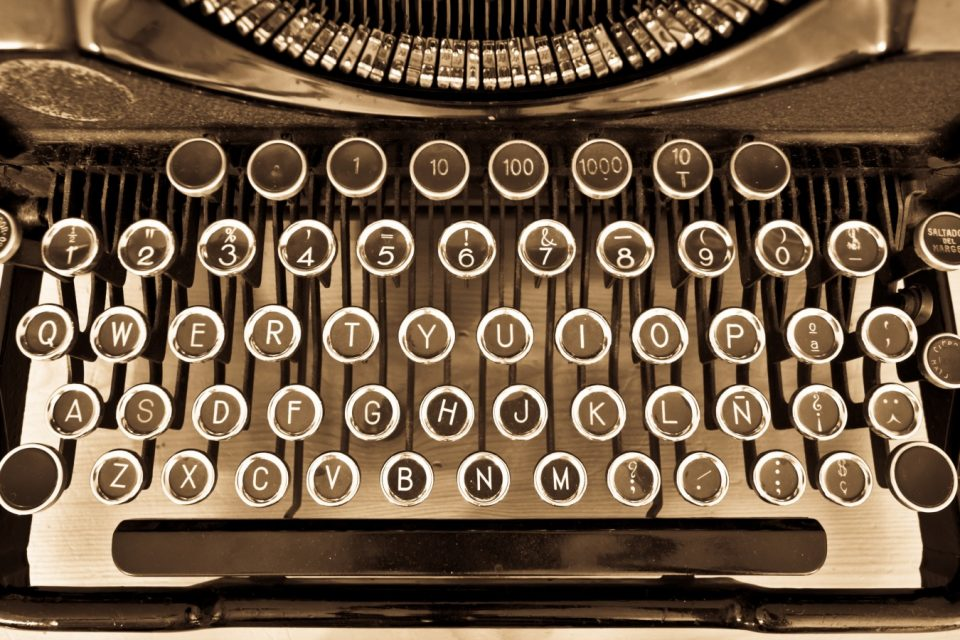 1 10 100 1000 10 T
½ 1 " 2 % 3 ' 4 = 5 ! 6 & 7 – 8 ( 9 ) 0 SALTADOR DEL MARGEN
Q W E R T Y U I O P º ª
A S D F G H J K L Ñ ¿ ¡
Z X C V B N M ? ; / .